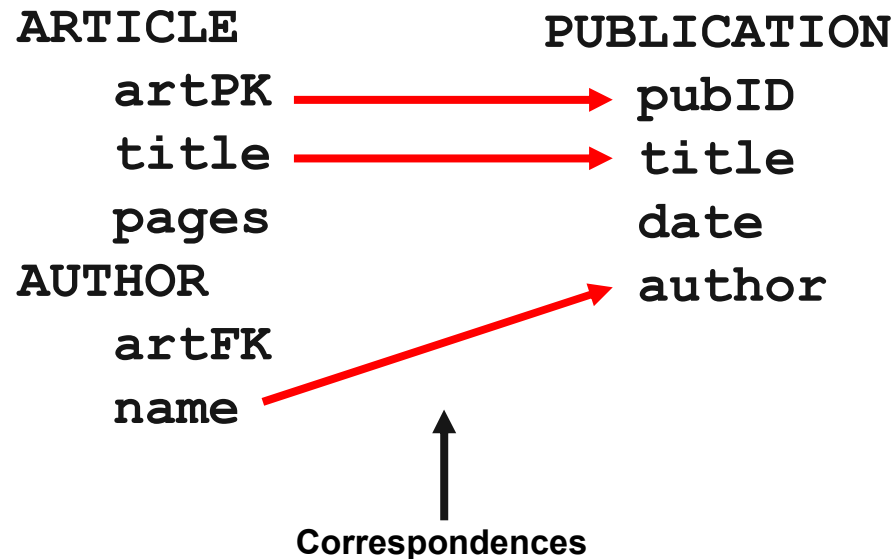 ARTICLE
artPK
title
pages
AUTHOR
artFK
name
PUBLICATION
pubID
title
date
author
Correspondences